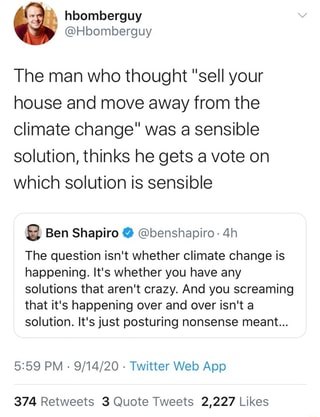 hbomberguy
@Hbomberguy
The man who thought "sell your
house and move away from the
climate change" was a sensible
solution, thinks he gets a vote on
which solution is sensible
Ben Shapiro @benshapiro · 4h
The question isn't whether climate change is
happening. It's whether you have any
solutions that aren't crazy. And you screaming
that it's happening over and over isn't a
solution. It's just posturing nonsense meant...
5:59 PM · 9/14/20 · Twitter Web App
374 Retweets 3 Quote Tweets 2,227 Likes